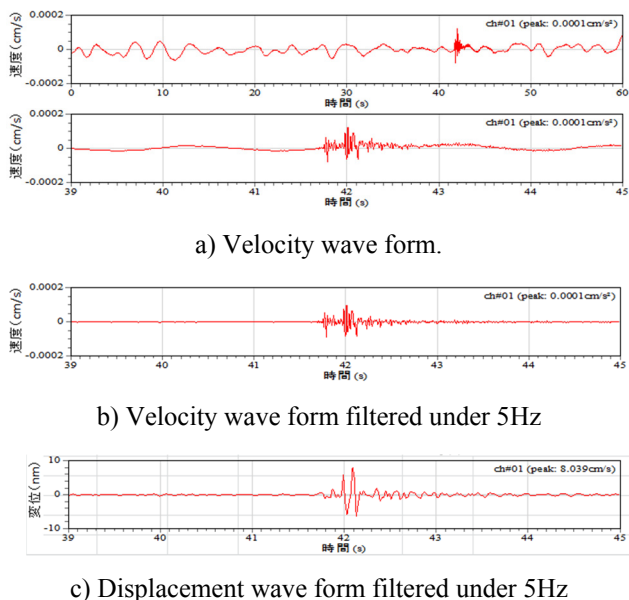 0.0002
ch#01 (peak: 0.0001cm/s²)
速度(cm/s)
0
-0.0002
0 10 20 30 40 50 60
時間(s)
0.0002
ch#01 (peak: 0.0001cm/s²)
速度(cm/s)
0
-0.0002
39 40 41 42 43 44 45
時間(s)
a) Velocity wave form.
0.0002
ch#01 (peak: 0.0001cm/s²)
速度(cm/s)
0
-0.0002
39 40 41 42 43 44 45
時間(s)
b) Velocity wave form filtered under 5Hz
10
ch#01 (peak: 8.039cm/s)
変位(nm)
0
-10
39 40 41 42 43 44 45
時間(s)
c) Displacement wave form filtered under 5Hz